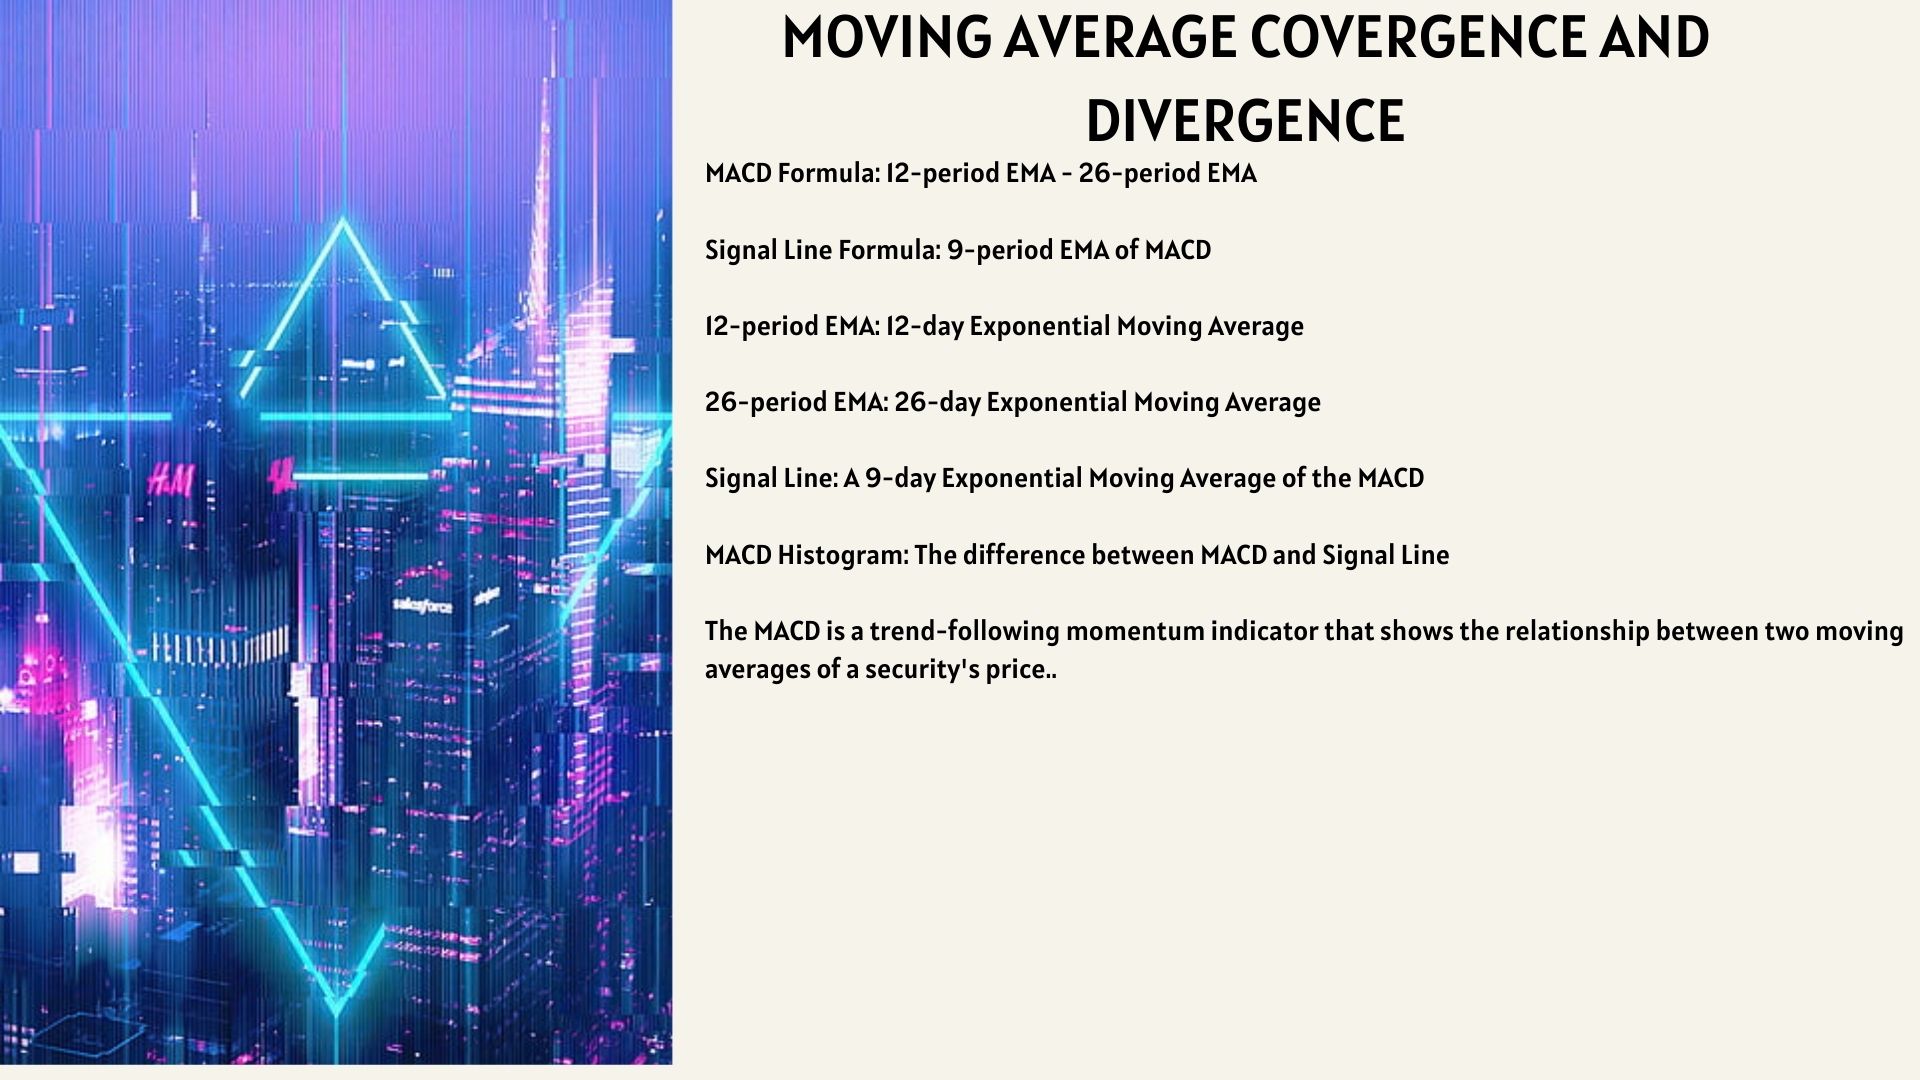 MOVING AVERAGE COVERGENCE AND
DIVERGENCE
MACD Formula: 12-period EMA - 26-period EMA
Signal Line Formula: 9-period EMA of MACD
12-period EMA: 12-day Exponential Moving Average
26-period EMA: 26-day Exponential Moving Average
Signal Line: A 9-day Exponential Moving Average of the MACD
MACD Histogram: The difference between MACD and Signal Line
The MACD is a trend-following momentum indicator that shows the relationship between two moving
averages of a security's price..
H&M
salesforce